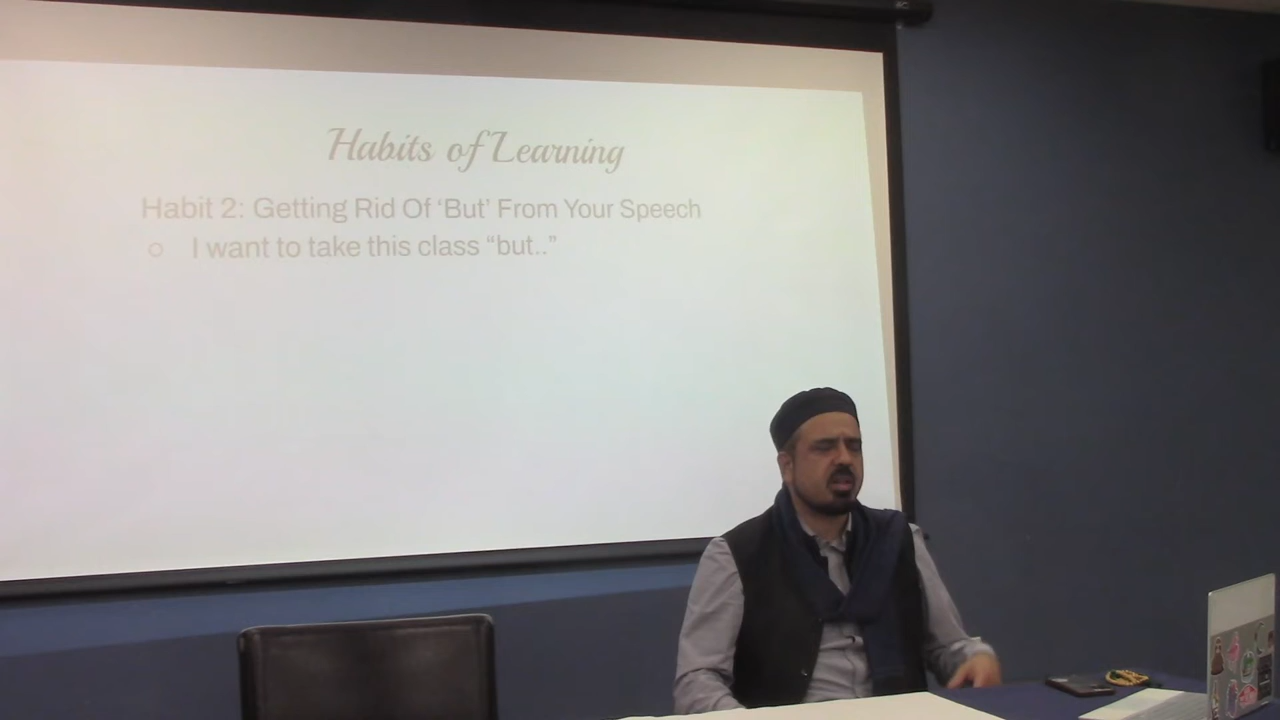 Habits of Learning
Habit 2: Getting Rid Of ‘But’ From Your Speech
○ I want to take this class “but..”